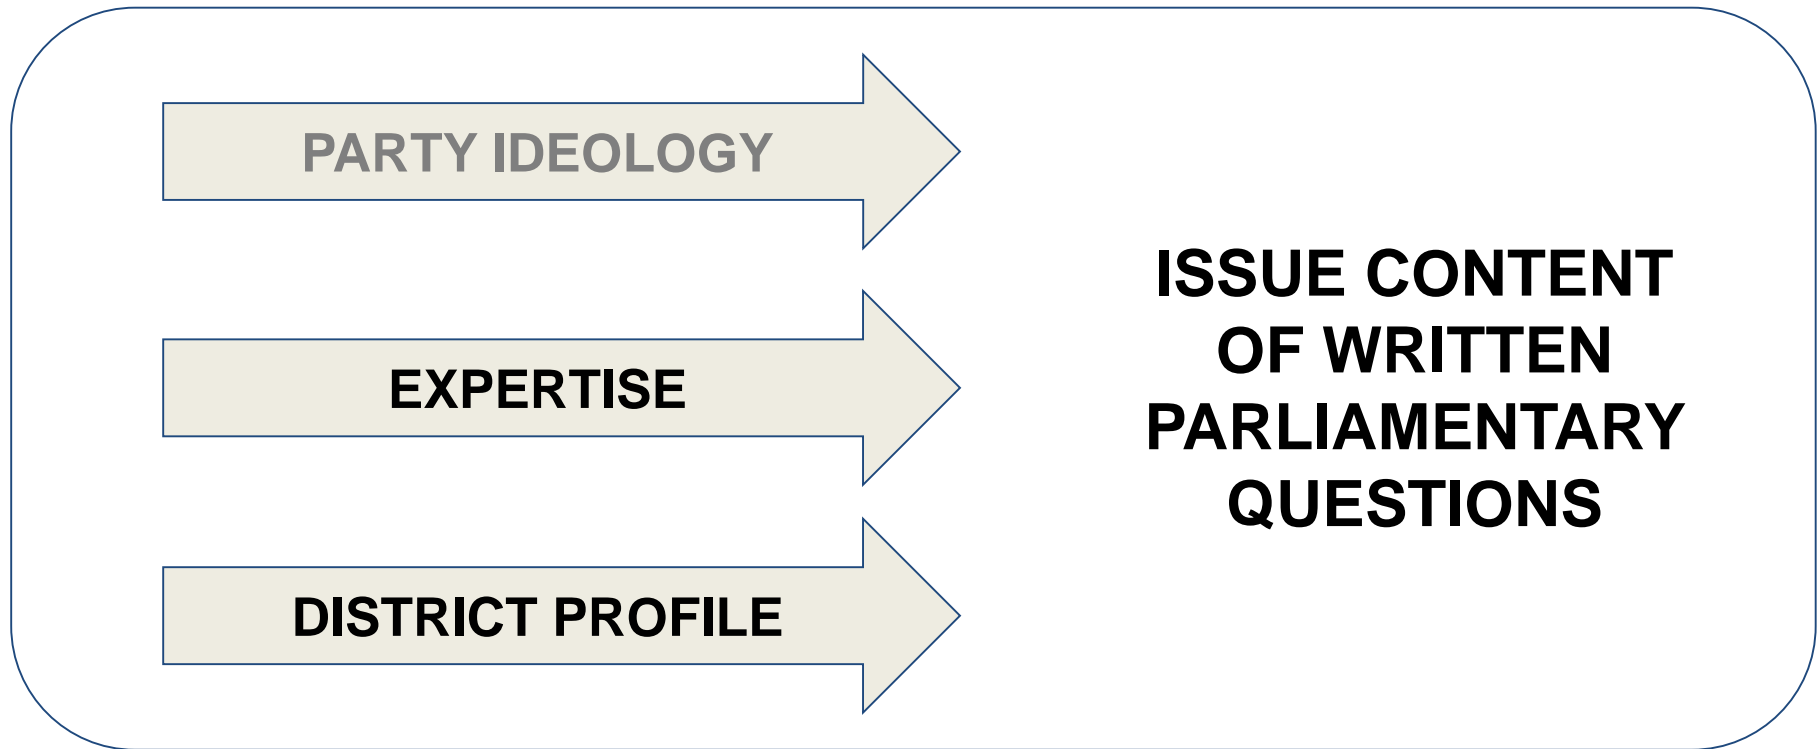 PARTY IDEOLOGY
EXPERTISE
DISTRICT PROFILE
ISSUE CONTENT
OF WRITTEN
PARLIAMENTARY
QUESTIONS